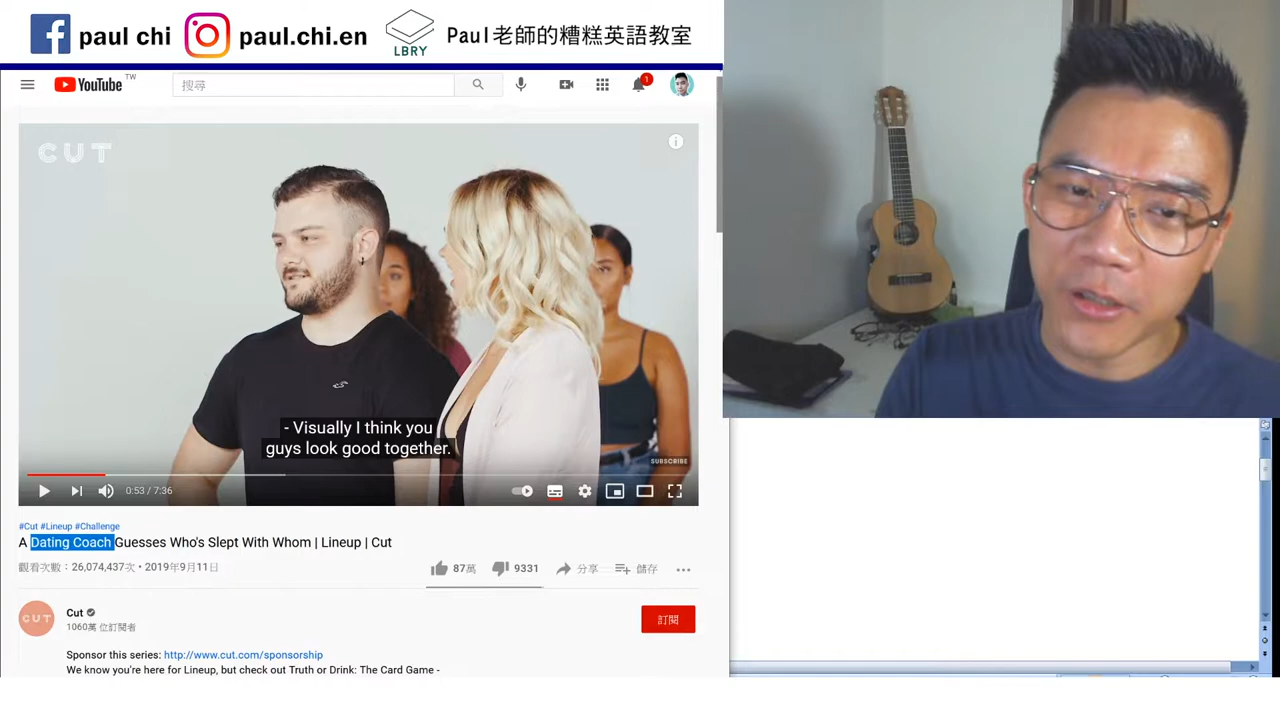 paul chi
paul.chi.en
LBRY
Paul老師的糟糕英語教室
YouTube TW
搜尋
1
CUT
- Visually I think you
guys look good together.
SUBSCRIBE
0:53 / 7:36
#Cut #Lineup #Challenge
A Dating Coach Guesses Who's Slept With Whom | Lineup | Cut
觀看次數：26,074,437次 • 2019年9月11日
87萬
9331
分享
儲存
CUT
Cut
1060萬 位訂閱者
訂閱
Sponsor this series: http://www.cut.com/sponsorship
We know you're here for Lineup, but check out Truth or Drink: The Card Game -